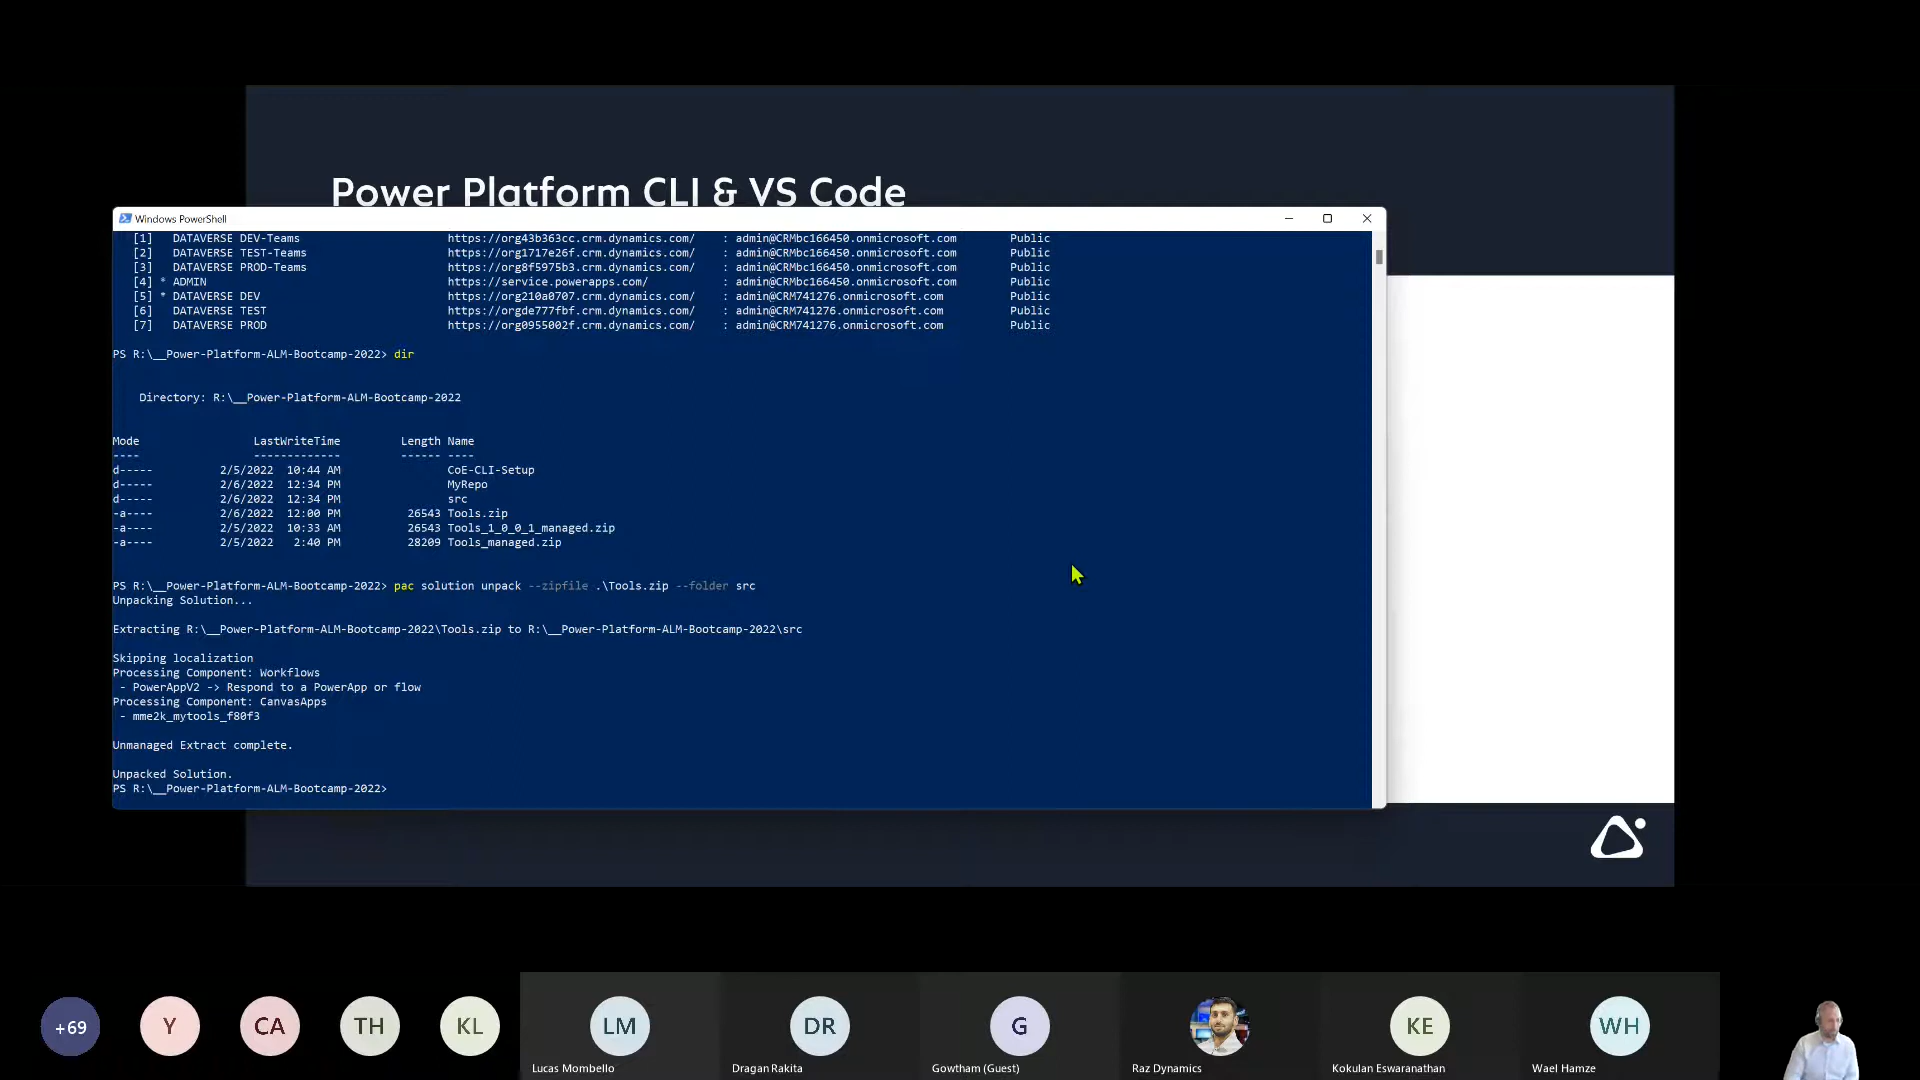 Power Platform CLI & VS Code
Windows PowerShell
[1] DATAVERSE DEV-Teams https://org43b363cc.crm.dynamics.com/ : admin@CRMbc166450.onmicrosoft.com Public
[2] DATAVERSE TEST-Teams https://org1717e26f.crm.dynamics.com/ : admin@CRMbc166450.onmicrosoft.com Public
[3] DATAVERSE PROD-Teams https://org8f5975b3.crm.dynamics.com/ : admin@CRMbc166450.onmicrosoft.com Public
[4] * ADMIN https://service.powerapps.com/ : admin@CRMbc166450.onmicrosoft.com Public
[5] * DATAVERSE DEV https://org210a0707.crm.dynamics.com/ : admin@CRM741276.onmicrosoft.com Public
[6] DATAVERSE TEST https://orgde777fbf.crm.dynamics.com/ : admin@CRM741276.onmicrosoft.com Public
[7] DATAVERSE PROD https://org0955002f.crm.dynamics.com/ : admin@CRM741276.onmicrosoft.com Public
PS R:\__Power-Platform-ALM-Bootcamp-2022> dir
Directory: R:\__Power-Platform-ALM-Bootcamp-2022
Mode LastWriteTime Length Name
---- ------------- ------ ----
d----- 2/5/2022 10:44 AM CoE-CLI-Setup
d----- 2/6/2022 12:34 PM MyRepo
d----- 2/6/2022 12:34 PM src
-a---- 2/6/2022 12:00 PM 26543 Tools.zip
-a---- 2/5/2022 10:33 AM 26543 Tools_1_0_0_1_managed.zip
-a---- 2/5/2022 2:40 PM 28209 Tools_managed.zip
PS R:\__Power-Platform-ALM-Bootcamp-2022> pac solution unpack --zipfile .\Tools.zip --folder src
Unpacking Solution...
Extracting R:\__Power-Platform-ALM-Bootcamp-2022\Tools.zip to R:\__Power-Platform-ALM-Bootcamp-2022\src
Skipping localization
Processing Component: Workflows
- PowerAppV2 -> Respond to a PowerApp or flow
Processing Component: CanvasApps
- mme2k_mytools_f80f3
Unmanaged Extract complete.
Unpacked Solution.
PS R:\__Power-Platform-ALM-Bootcamp-2022>
+69 Y CA TH KL LM DR G KE WH
Lucas Mombello Dragan Rakita Gowtham (Guest) Raz Dynamics Kokulan Eswaranathan Wael Hamze